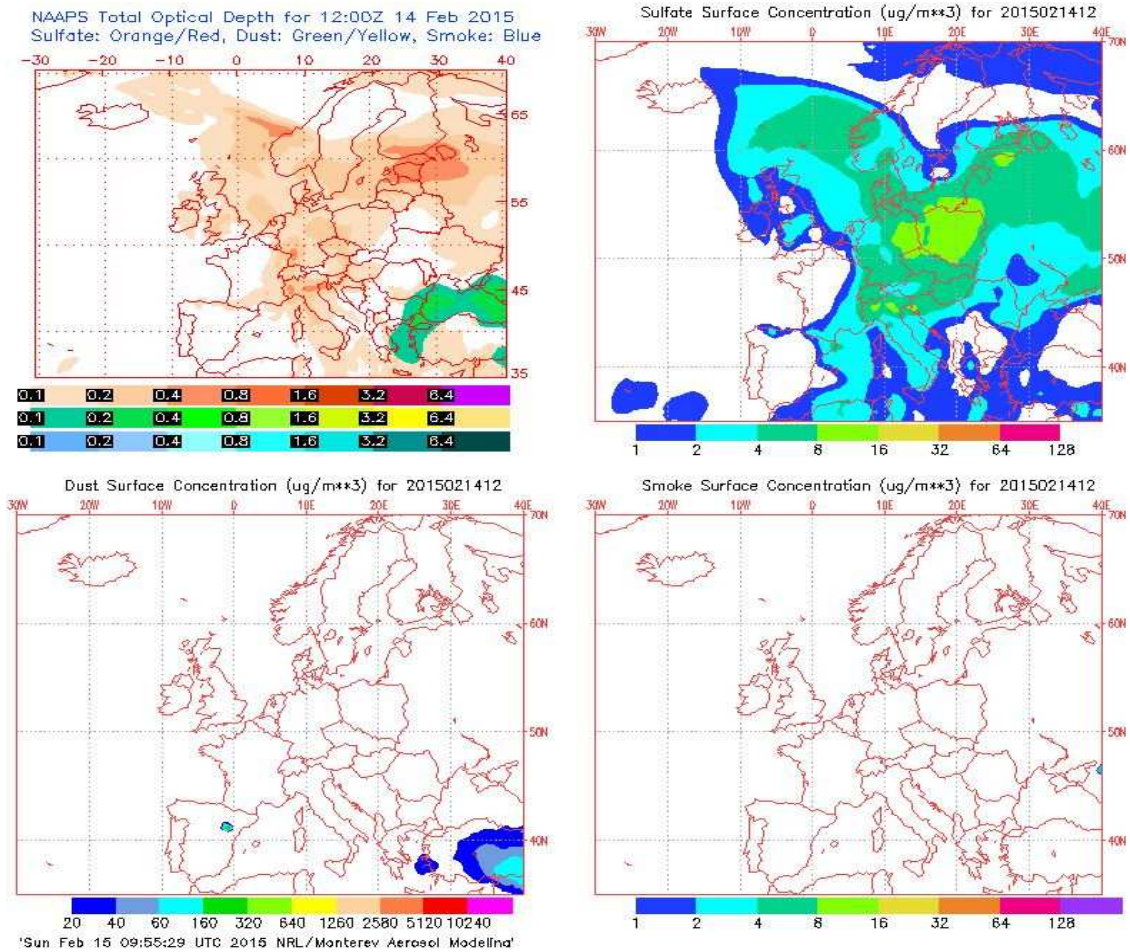 NAAPS Total Optical Depth for 12:00Z 14 Feb 2015
Sulfate: Orange/Red, Dust: Green/Yellow, Smoke: Blue
-30 -20 -10 0 10 20 30 40
65
55
45
35
0.1 0.2 0.4 0.8 1.6 3.2 6.4
0.1 0.2 0.4 0.8 1.6 3.2 6.4
0.1 0.2 0.4 0.8 1.6 3.2 6.4
Sulfate Surface Concentration (ug/m**3) for 2015021412
30W 20W 10W 0 10E 20E 30E 40E
70N
60N
50N
40N
1 2 4 8 16 32 64 128
Dust Surface Concentration (ug/m**3) for 2015021412
30W 20W 10W 0 10E 20E 30E 40E
70N
60N
50N
40N
20 40 60 160 320 640 1260 2580 5120 10240
'Sun Feb 15 09:55:29 UTC 2015 NRL/Monterey Aerosol Modeling'
Smoke Surface Concentration (ug/m**3) for 2015021412
30W 20W 10W 0 10E 20E 30E 40E
70N
60N
50N
40N
1 2 4 8 16 32 64 128